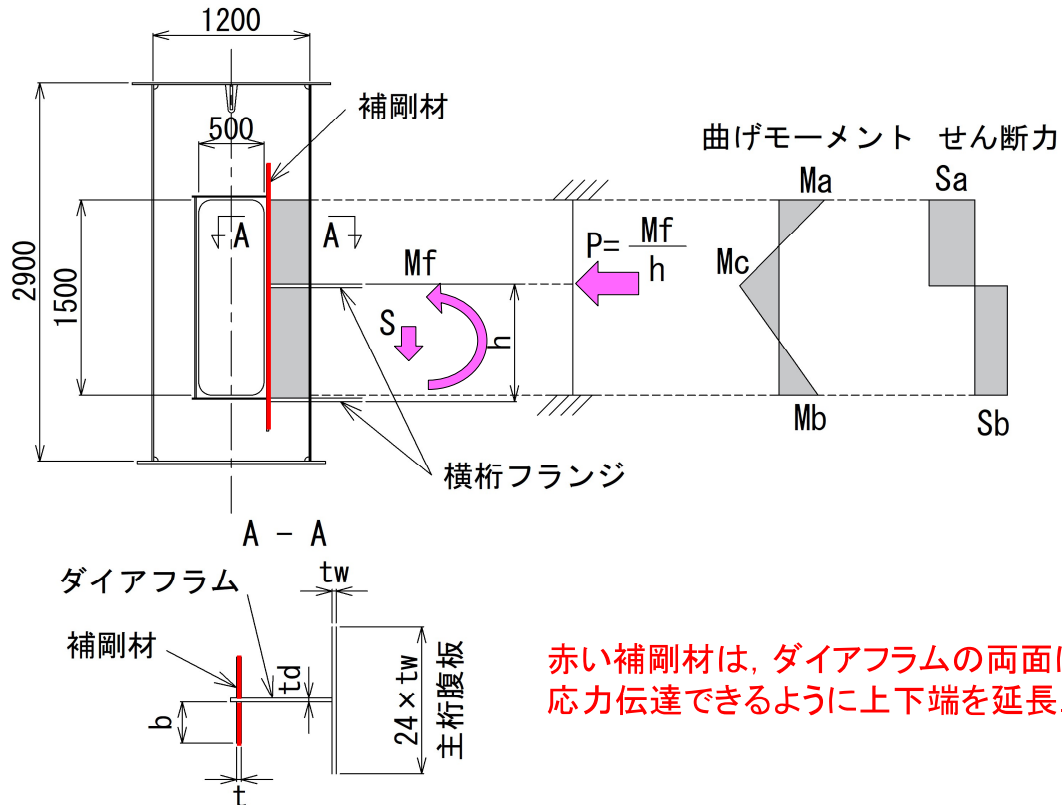 1200
補剛材
500
曲げモーメント せん断力
Ma
Sa
A
A
P= Mf
h
Mf
Mc
2900
1500
S
h
Mb
Sb
横桁フランジ
A - A
tw
ダイアフラム
補剛材
td
24×tw
主桁腹板
b
t
赤い補剛材は，ダイアフラムの両面に
応力伝達できるように上下端を延長